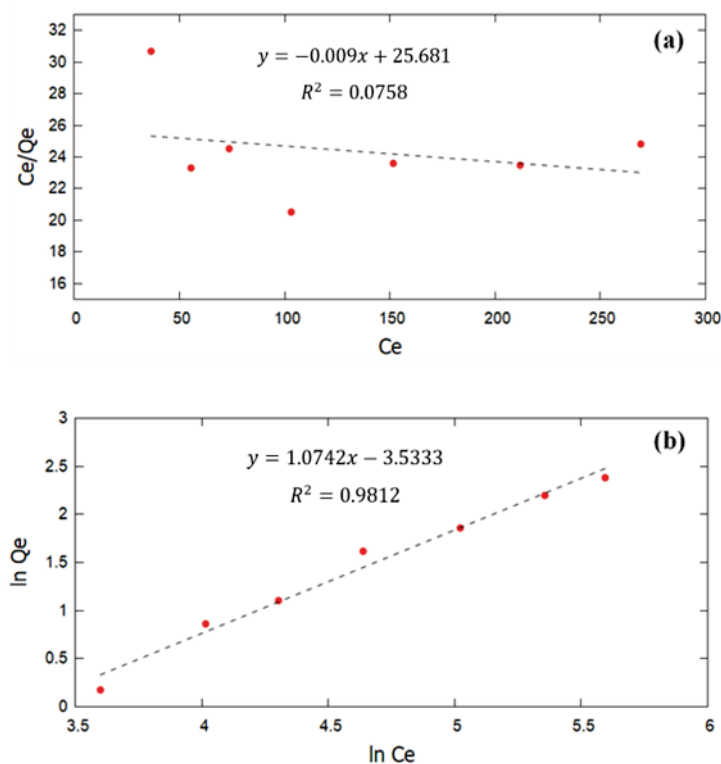 (a)
y = −0.009x + 25.681
R² = 0.0758
Ce/Qe
32
30
28
26
24
22
20
18
16
0 50 100 150 200 250 300
Ce
(b)
y = 1.0742x − 3.5333
R² = 0.9812
ln Qe
3
2.5
2
1.5
1
0.5
0
3.5 4 4.5 5 5.5 6
ln Ce